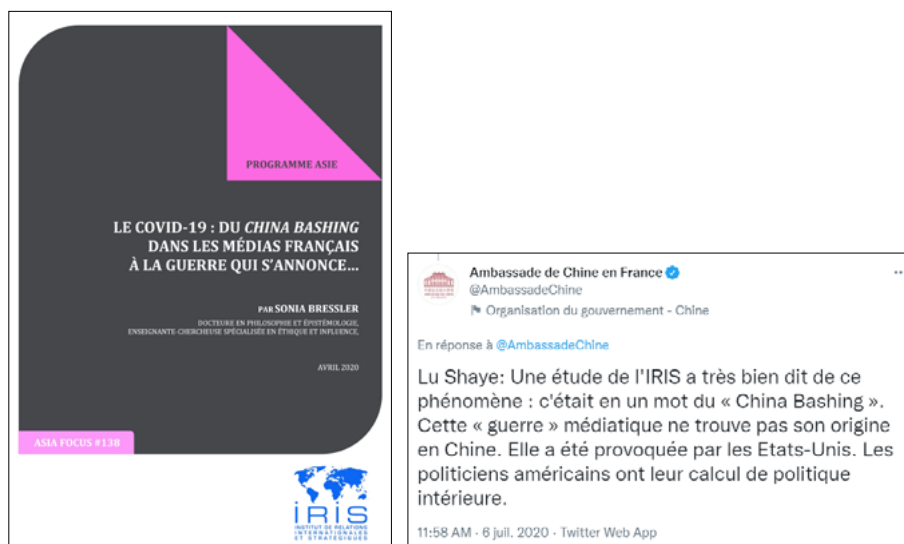 PROGRAMME ASIE
LE COVID-19 : DU CHINA BASHING
DANS LES MÉDIAS FRANÇAIS
À LA GUERRE QUI S’ANNONCE…
PAR SONIA BRESSLER
DOCTEURE EN PHILOSOPHIE ET ÉPISTÉMOLOGIE,
ENSEIGNANTE-CHERCHEUSE SPÉCIALISÉE EN ÉTHIQUE ET INFLUENCE,
AVRIL 2020
ASIA FOCUS #138
IRIS
INSTITUT DE RELATIONS
INTERNATIONALES
ET STRATÉGIQUES
Ambassade de Chine en France
@AmbassadeChine
Organisation du gouvernement - Chine
En réponse à @AmbassadeChine
Lu Shaye: Une étude de l'IRIS a très bien dit de ce
phénomène : c'était en un mot du « China Bashing ».
Cette « guerre » médiatique ne trouve pas son origine
en Chine. Elle a été provoquée par les Etats-Unis. Les
politiciens américains ont leur calcul de politique
intérieure.
11:58 AM · 6 juil. 2020 · Twitter Web App